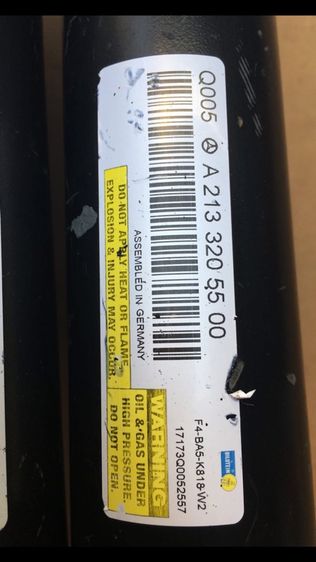 Q005 A 213 320 55 00
ASSEMBLED IN GERMANY
DO NOT APPLY HEAT OR FLAME.
EXPLOSION & INJURY MAY OCCUR.
F4-BA5-K818-W2
17173Q0052557
WARNING
OIL & GAS UNDER
HIGH PRESSURE.
DO NOT OPEN.
BILSTEIN